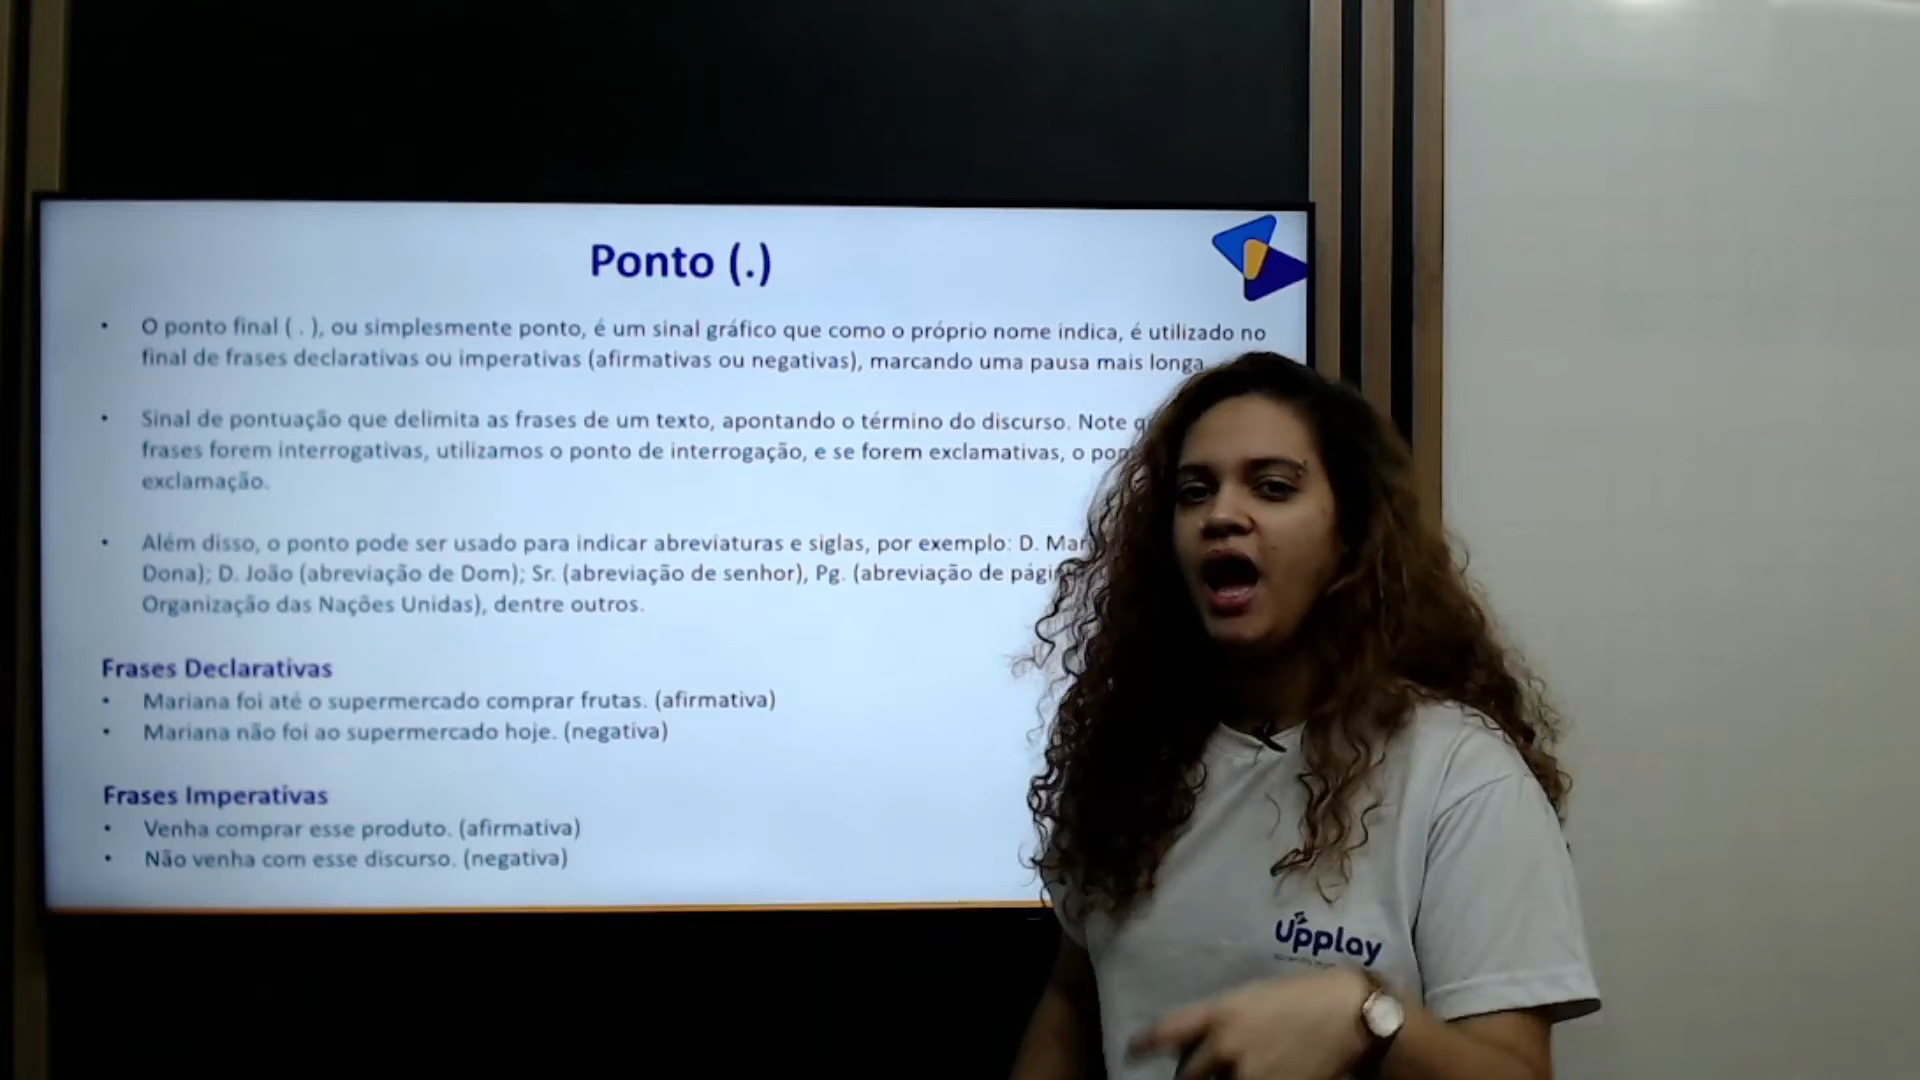 Ponto (.)
• O ponto final ( . ), ou simplesmente ponto, é um sinal gráfico que como o próprio nome indica, é utilizado no
final de frases declarativas ou imperativas (afirmativas ou negativas), marcando uma pausa mais longa
• Sinal de pontuação que delimita as frases de um texto, apontando o término do discurso. Note
frases forem interrogativas, utilizamos o ponto de interrogação, e se forem exclamativas, o
exclamação.
• Além disso, o ponto pode ser usado para indicar abreviaturas e siglas, por exemplo: D.
Dona); D. João (abreviação de Dom); Sr. (abreviação de senhor), Pg. (abreviação de
Organização das Nações Unidas), dentre outros.
Frases Declarativas
• Mariana foi até o supermercado comprar frutas. (afirmativa)
• Mariana não foi ao supermercado hoje. (negativa)
Frases Imperativas
• Venha comprar esse produto. (afirmativa)
• Não venha com esse discurso. (negativa)
Upplay